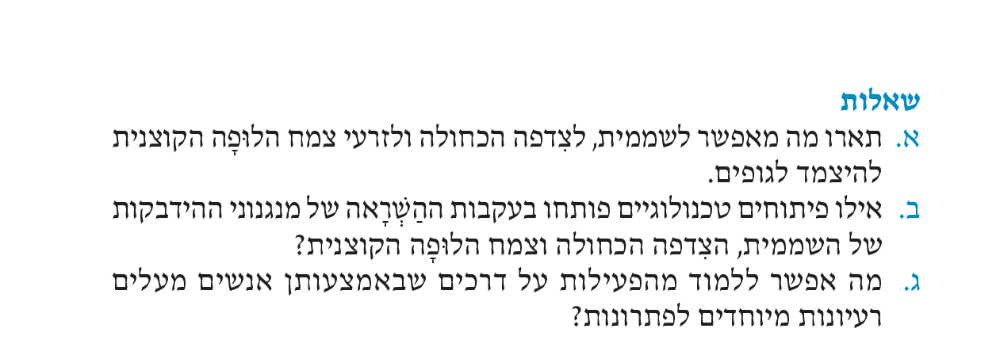 שאלות
א. תארו מה מאפשר לשממית, לצִדפה הכחולה ולזרעי צמח הלוּפָה הקוצנית
להיצמד לגופים.
ב. אילו פיתוחים טכנולוגיים פותחו בעקבות ההַשְׁרָאה של מנגנוני ההידבקות
של השממית, הצִדפה הכחולה וצמח הלוּפָה הקוצנית?
ג. מה אפשר ללמוד מהפעילות על דרכים שבאמצעותן אנשים מעלים
רעיונות מיוחדים לפתרונות?